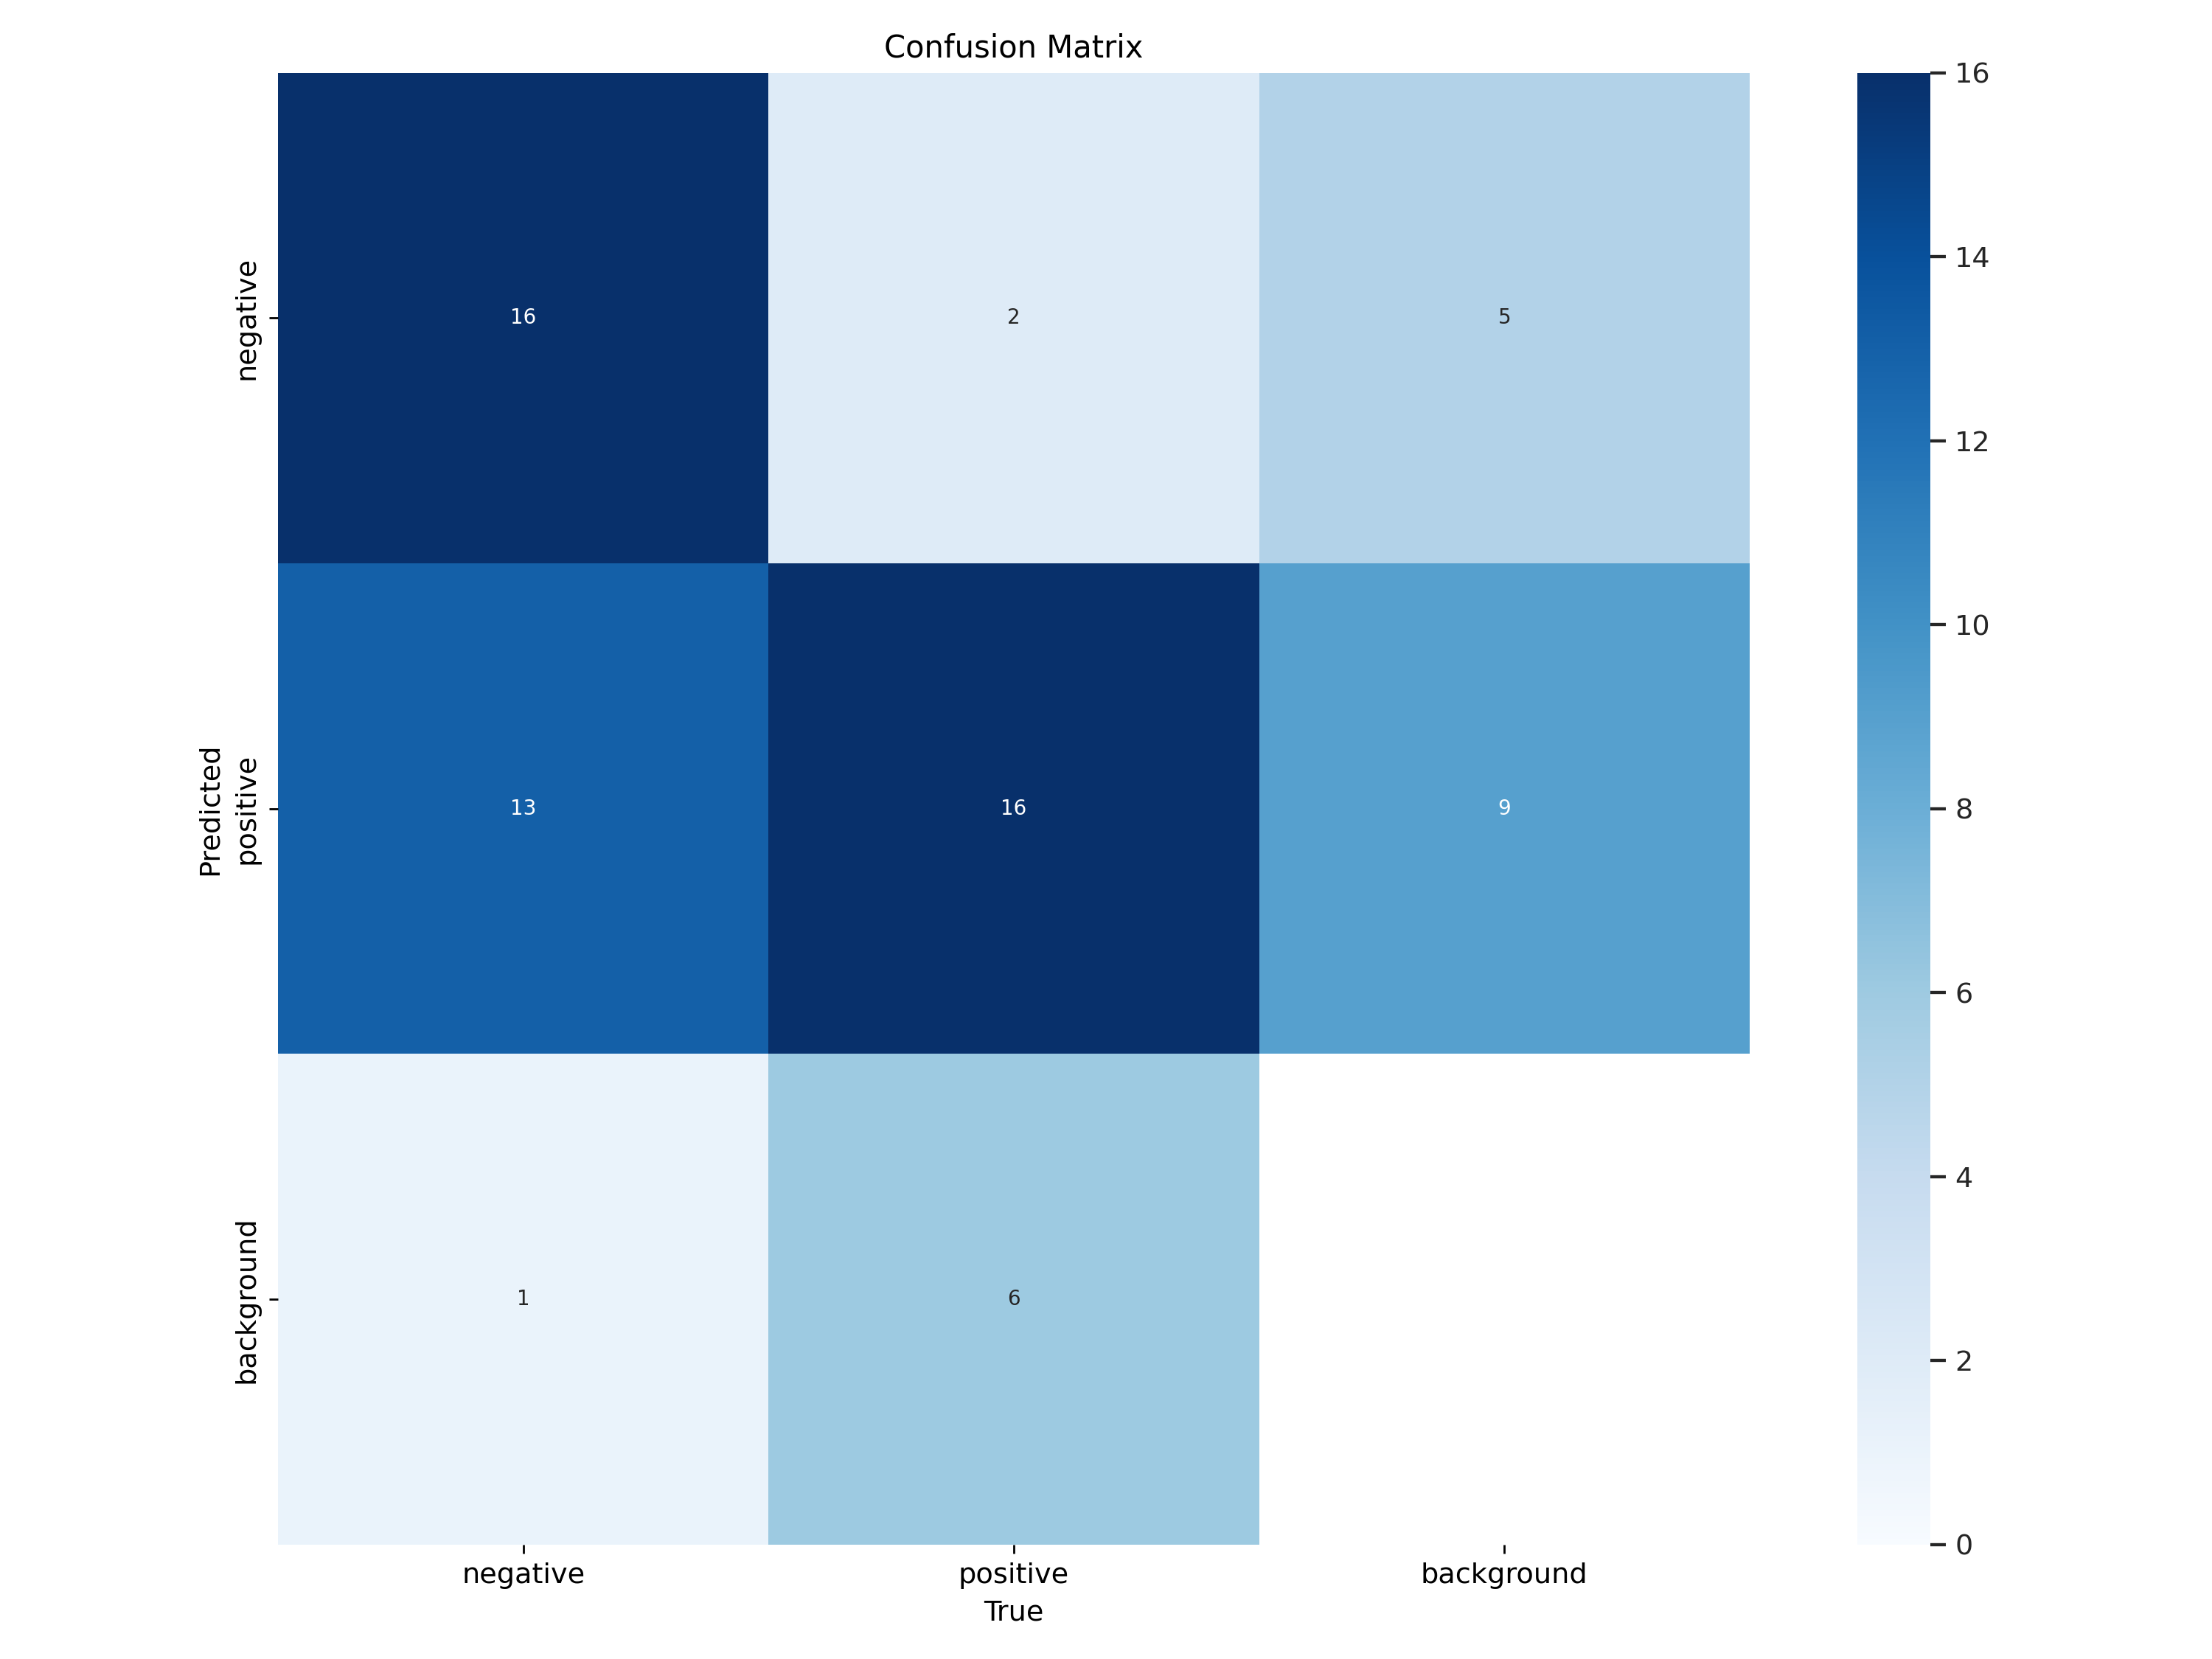 Confusion Matrix
16
14
12
10
8
6
4
2
0
Predicted
negative
positive
background
16 2 5
13 16 9
1 6
negative positive background
True